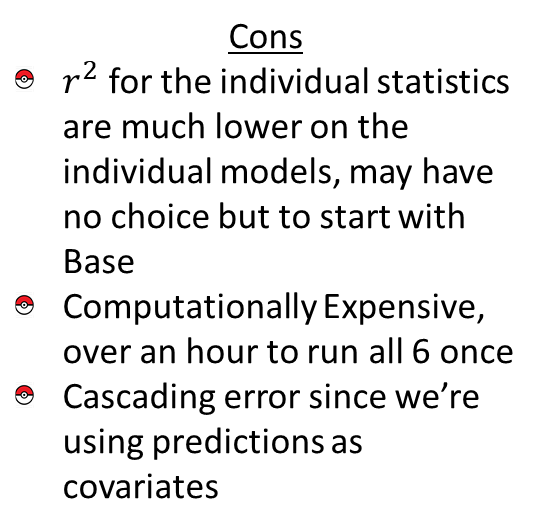 Cons
r² for the individual statistics
are much lower on the
individual models, may have
no choice but to start with
Base
Computationally Expensive,
over an hour to run all 6 once
Cascading error since we’re
using predictions as
covariates